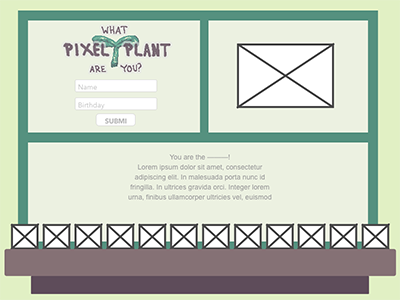 WHAT
PIXEL PLANT
ARE YOU?
Name
Birthday
SUBMI
You are the ———!
Lorem ipsum dolor sit amet, consectetur
adipiscing elit. In malesuada porta nunc id
fringilla. In ultrices gravida orci. Integer lorem
urna, finibus ullamcorper ultricies vel, euismod